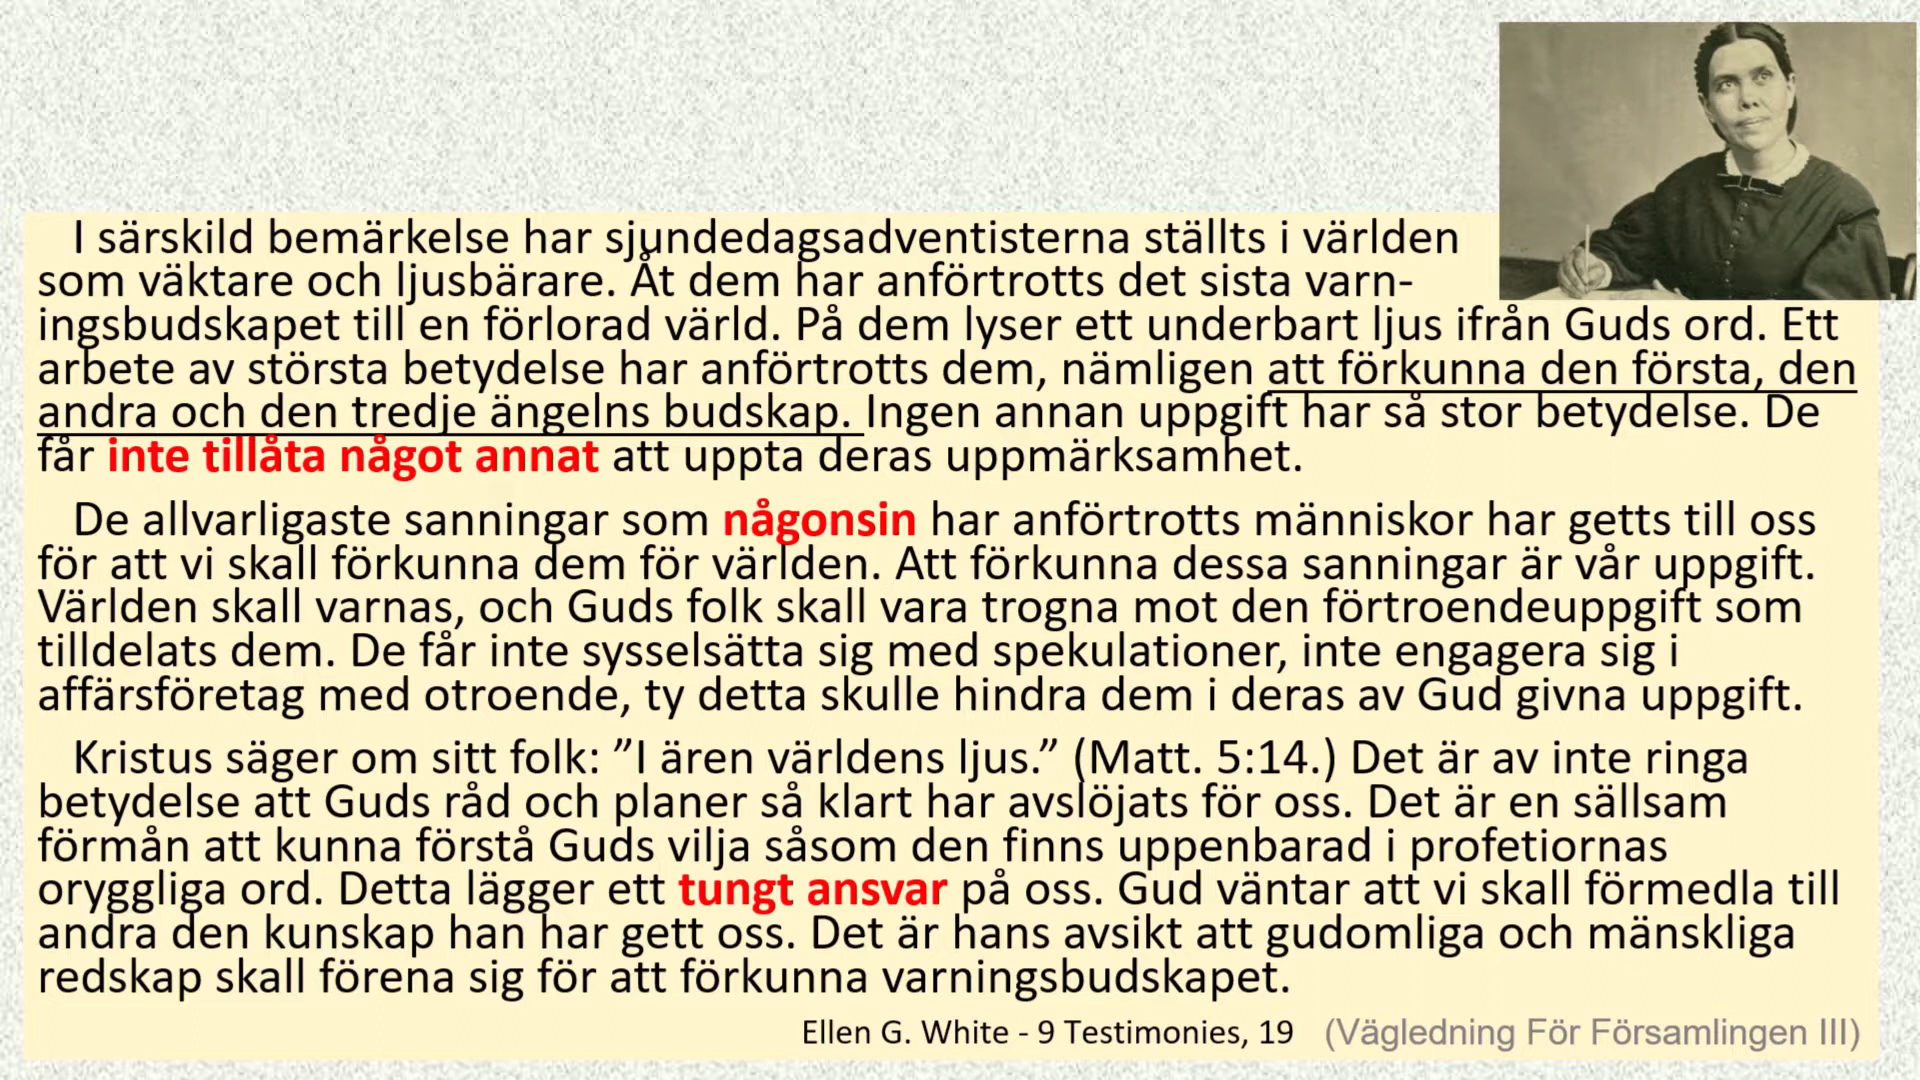 I särskild bemärkelse har sjundedagsadventisterna ställts i världen
som väktare och ljusbärare. Åt dem har anförtrotts det sista varn-
ingsbudskapet till en förlorad värld. På dem lyser ett underbart ljus ifrån Guds ord. Ett
arbete av största betydelse har anförtrotts dem, nämligen att förkunna den första, den
andra och den tredje ängelns budskap. Ingen annan uppgift har så stor betydelse. De
får inte tillåta något annat att uppta deras uppmärksamhet.
De allvarligaste sanningar som någonsin har anförtrotts människor har getts till oss
för att vi skall förkunna dem för världen. Att förkunna dessa sanningar är vår uppgift.
Världen skall varnas, och Guds folk skall vara trogna mot den förtroendeuppgift som
tilldelats dem. De får inte sysselsätta sig med spekulationer, inte engagera sig i
affärsföretag med otroende, ty detta skulle hindra dem i deras av Gud givna uppgift.
Kristus säger om sitt folk: ”I ären världens ljus.” (Matt. 5:14.) Det är av inte ringa
betydelse att Guds råd och planer så klart har avslöjats för oss. Det är en sällsam
förmån att kunna förstå Guds vilja såsom den finns uppenbarad i profetiornas
oryggliga ord. Detta lägger ett tungt ansvar på oss. Gud väntar att vi skall förmedla till
andra den kunskap han har gett oss. Det är hans avsikt att gudomliga och mänskliga
redskap skall förena sig för att förkunna varningsbudskapet.
Ellen G. White - 9 Testimonies, 19 (Vägledning För Församlingen III)